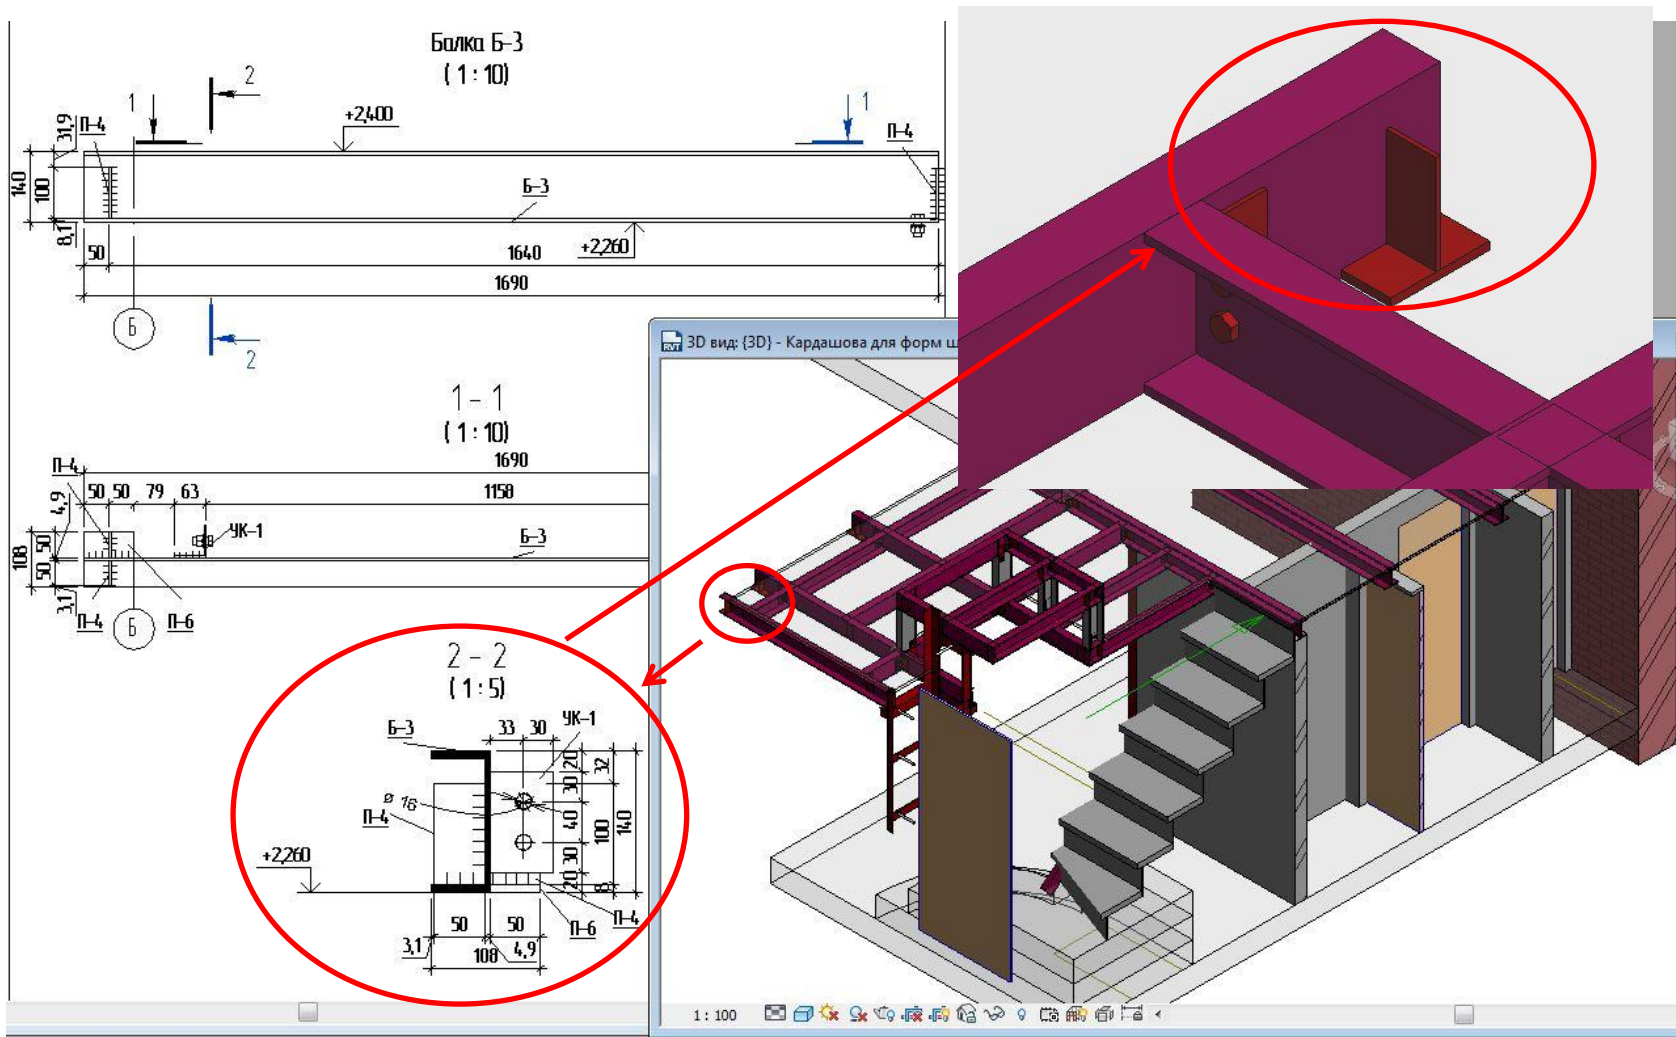 Балка Б-3
(1:10)
2
1
1
+2,400
31,9
П-4
П-4
140
100
Б-3
8,1
50
1640
+2,260
1690
Б
2
1-1
(1:10)
1690
П-4
50 50 79 63 1158
4,9
УК-1
Б-3
108
50
50
3,1
П-4
Б
П-6
2-2
(1:5)
Б-3
33 30
УК-1
20
32
30
ø 16
П-4
40
100
140
+2,260
30
20
8
П-4
50 50
П-6
3,1
108
4,9
3D вид: {3D} - Кардашова для форм
1 : 100